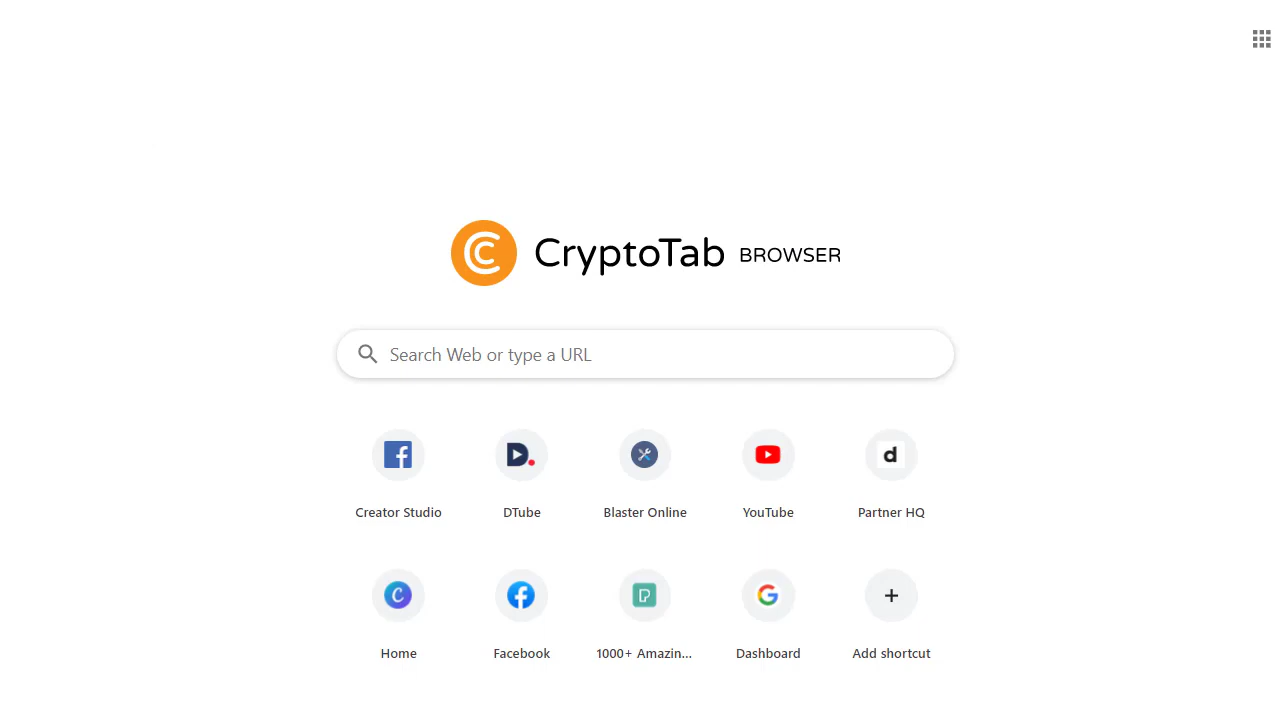 CryptoTab BROWSER
Search Web or type a URL
Creator Studio
DTube
Blaster Online
YouTube
Partner HQ
Home
Facebook
1000+ Amazin...
Dashboard
Add shortcut